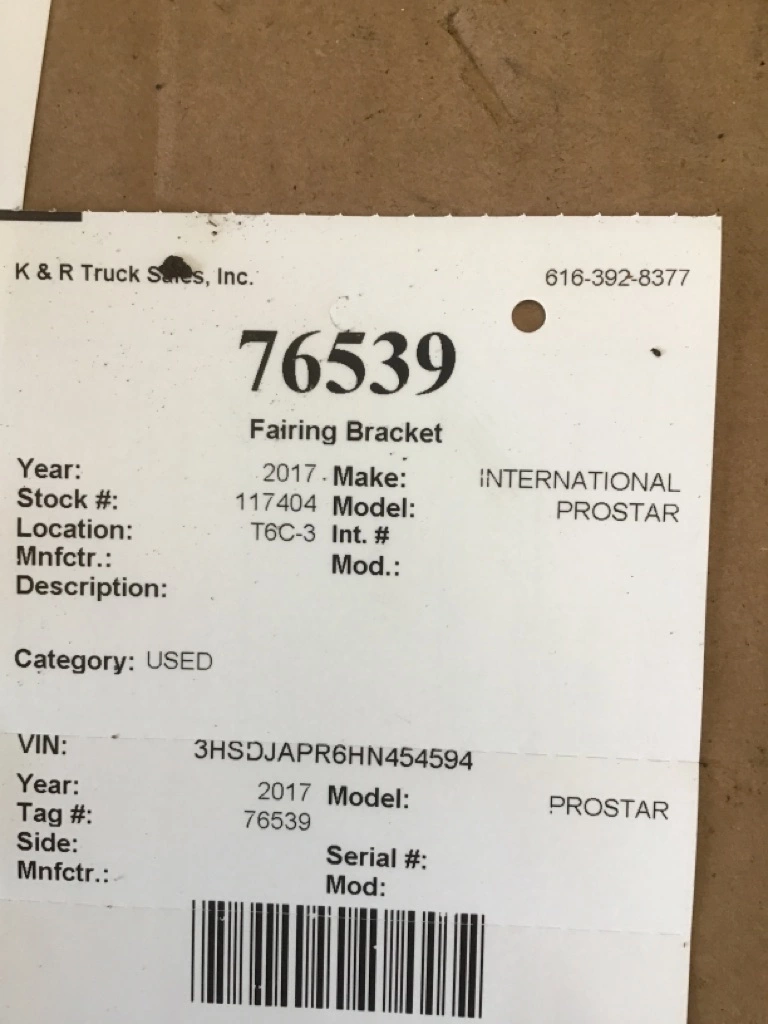 K & R Truck Sales, Inc. 616-392-8377
76539
Fairing Bracket
Year: 2017 Make: INTERNATIONAL
Stock #: 117404 Model: PROSTAR
Location: T6C-3 Int. #
Mnfctr.: Mod.:
Description:
Category: USED
VIN: 3HSDJAPR6HN454594
Year: 2017 Model: PROSTAR
Tag #: 76539
Side: Serial #:
Mnfctr.: Mod: